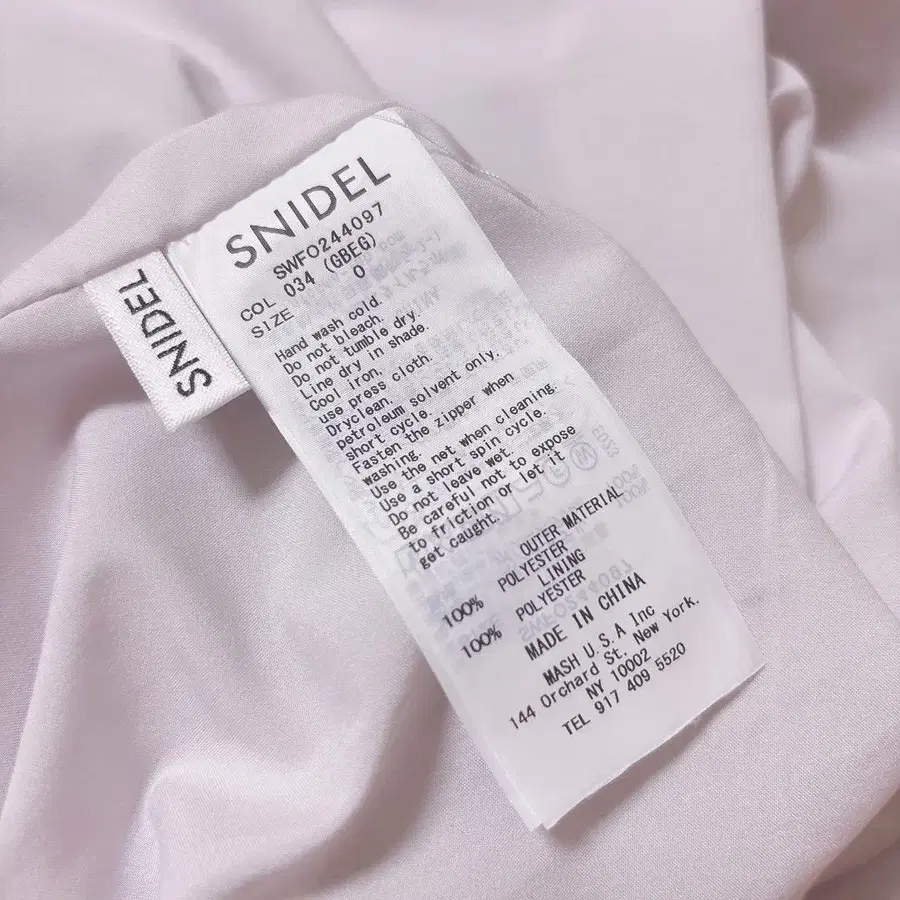 SNIDEL
SNIDEL
SWFO244097
COL 034 (GBEG)
SIZE 0
Hand wash cold.
Do not bleach.
Do not tumble dry.
Line dry in shade.
Cool iron.
use press cloth.
Dryclean.
petroleum solvent only.
short cycle.
Fasten the zipper when
washing.
Use the net when cleaning.
Use a short spin cycle.
Do not leave wet.
Be careful not to expose
to friction or let it
get caught.
OUTER MATERIAL
100% POLYESTER
LINING
100% POLYESTER
MADE IN CHINA
MASH U.S.A Inc
144 Orchard St. New York.
NY 10002
TEL 917 409 5520